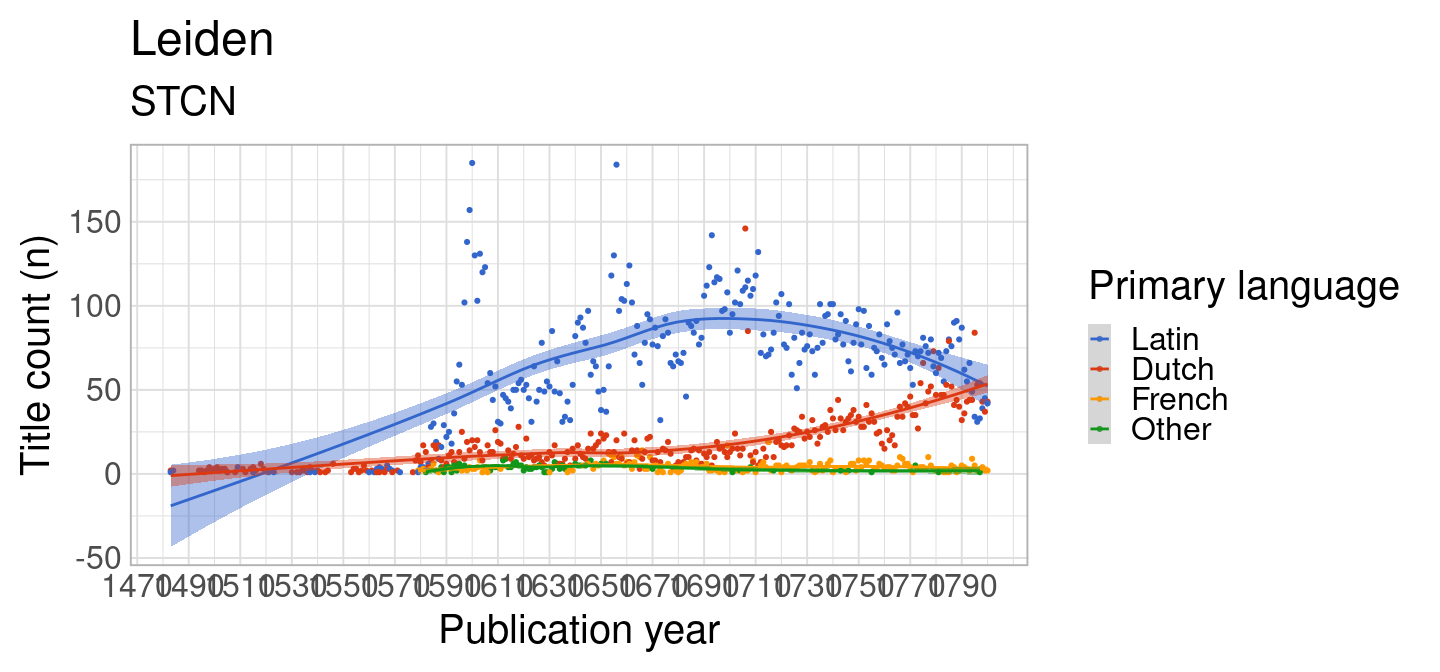 Leiden
STCN
Title count (n)
150
100
50
0
-50
1470 1490 1510 1530 1550 1570 1590 1610 1630 1650 1670 1690 1710 1730 1750 1770 1790
Publication year
Primary language
Latin
Dutch
French
Other